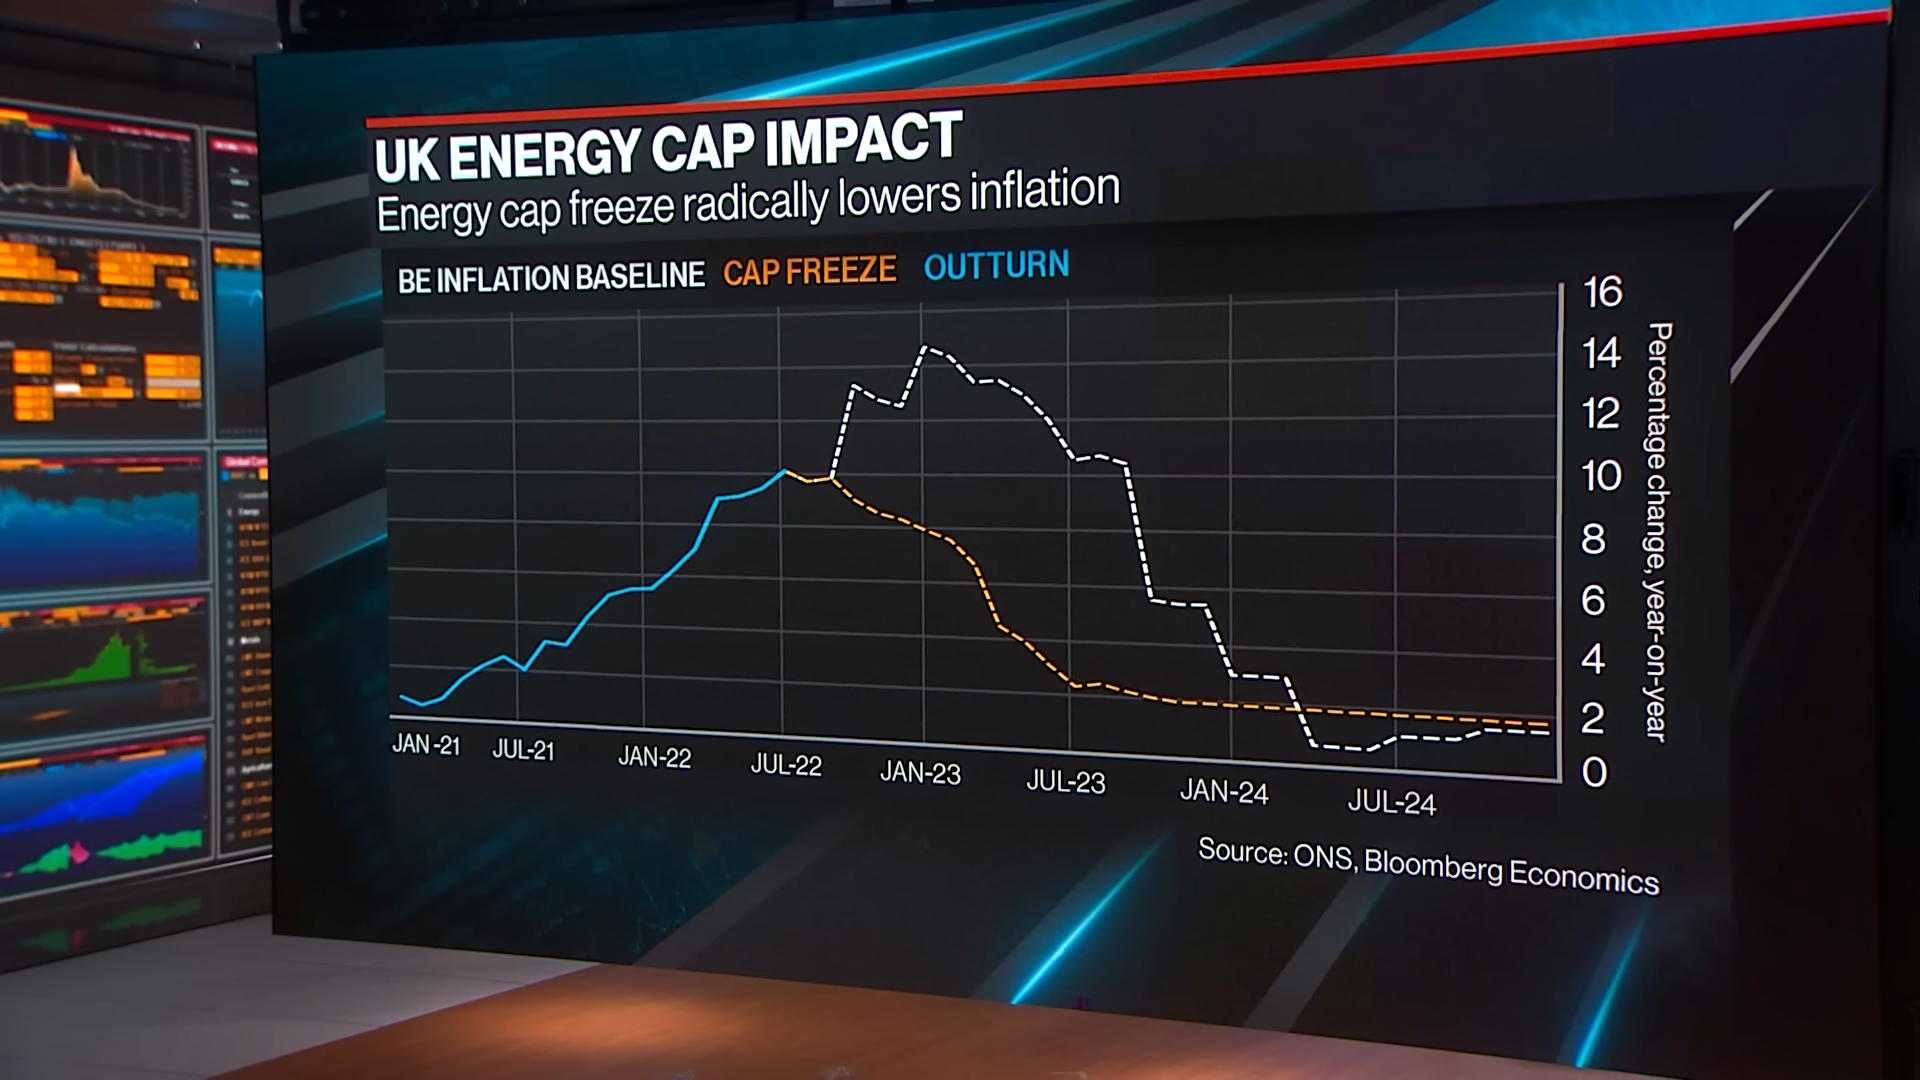 UK ENERGY CAP IMPACT
Energy cap freeze radically lowers inflation
BE INFLATION BASELINE CAP FREEZE OUTTURN
16
14
12
10
8
6
4
2
0
Percentage change, year-on-year
JAN-21 JUL-21 JAN-22 JUL-22 JAN-23 JUL-23 JAN-24 JUL-24
Source: ONS, Bloomberg Economics